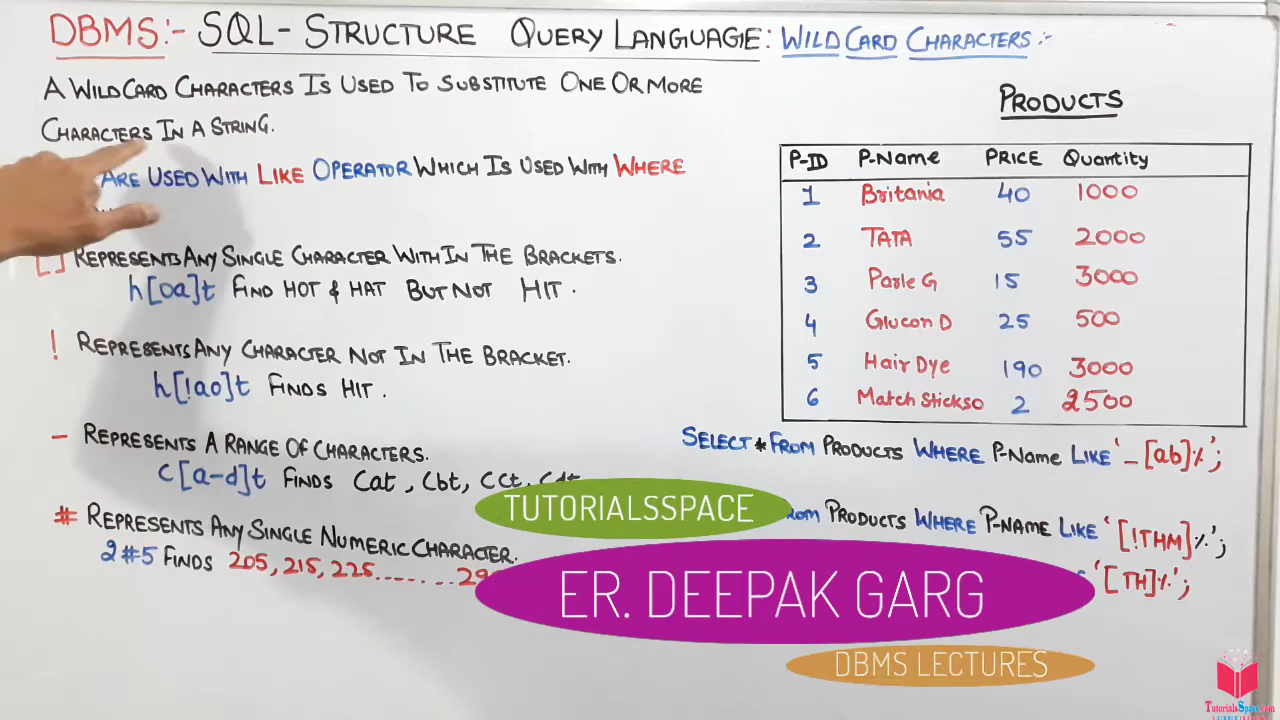 DBMS:- SQL- STRUCTURE QUERY LANGUAGE: WILD CARD CHARACTERS :-
A WILDCARD CHARACTERS IS USED TO SUBSTITUTE ONE OR MORE
CHARACTERS IN A STRING.
ARE USED WITH LIKE OPERATOR WHICH IS USED WITH WHERE
[ ] REPRESENTS ANY SINGLE CHARACTER WITH IN THE BRACKETS.
h[oa]t FIND HOT & HAT BUT NOT HIT.
! REPRESENTS ANY CHARACTER NOT IN THE BRACKET.
h[!ao]t FINDS HIT.
- REPRESENTS A RANGE OF CHARACTERS.
c[a-d]t FINDS Cat, Cbt, CCt, Cdt
# REPRESENTS ANY SINGLE NUMERIC CHARACTER.
2#5 FINDS 205, 215, 225........
PRODUCTS
P-ID P-Name PRICE Quantity
1 Britania 40 1000
2 TATA 55 2000
3 Parle G 15 3000
4 Glucon D 25 500
5 Hair Dye 190 3000
6 Match Stickso 2 2500
SELECT * FROM PRODUCTS WHERE P-Name LIKE '_[ab]%';
FROM PRODUCTS WHERE P-NAME LIKE '[!THM]%';
'[TH]%';
TUTORIALSSPACE
ER. DEEPAK GARG
DBMS LECTURES
TutorialsSpace.com